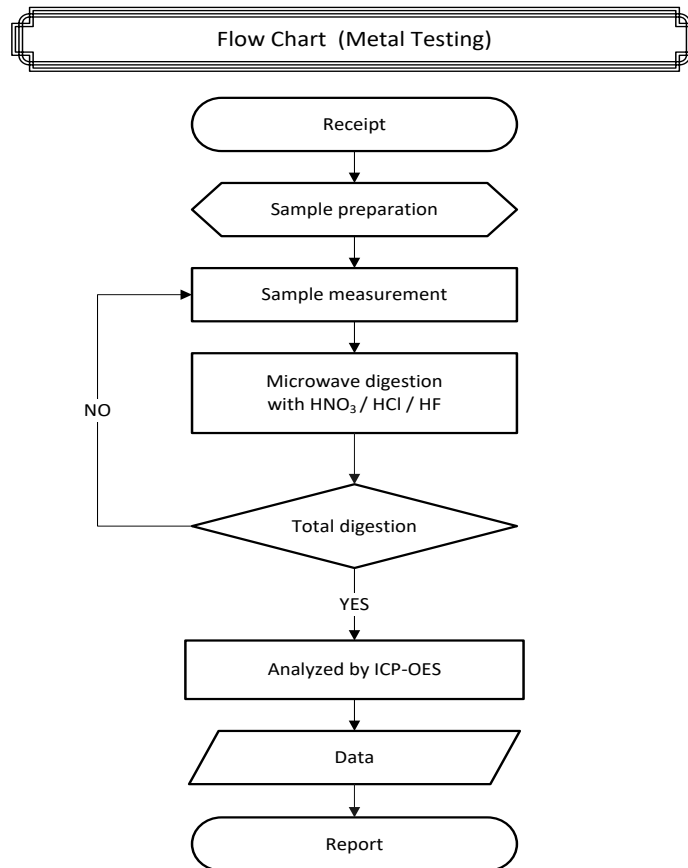 Flow Chart (Metal Testing)
Receipt
Sample preparation
Sample measurement
Microwave digestion
with HNO₃ / HCl / HF
NO
Total digestion
YES
Analyzed by ICP-OES
Data
Report